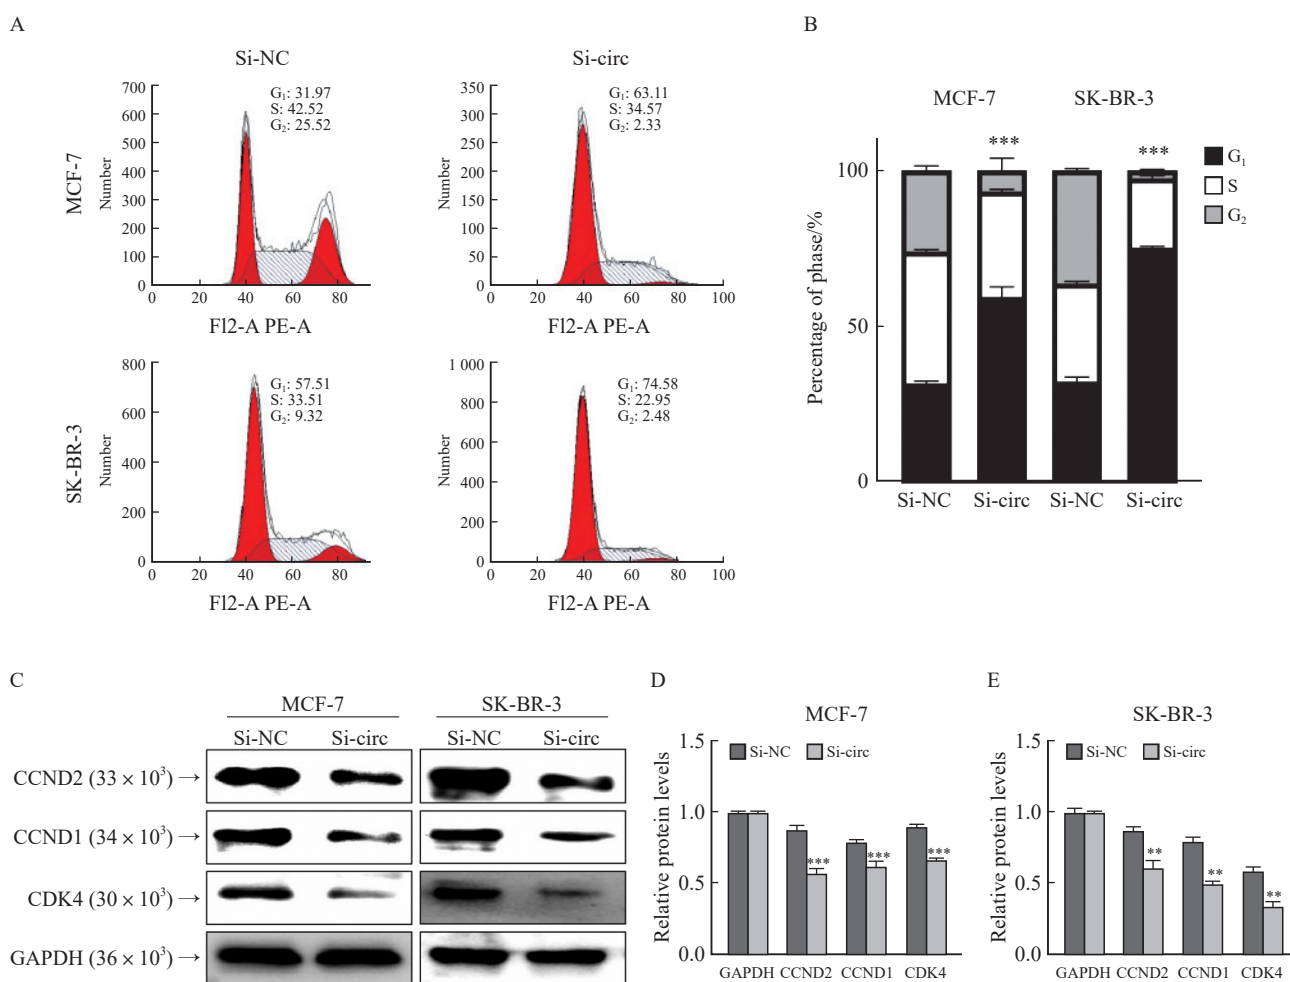 A
Si-NC
Si-circ
MCF-7
Number
700
600
500
400
300
200
100
0
0 20 40 60 80
G₁: 31.97
S: 42.52
G₂: 25.52
Fl2-A PE-A
Number
350
300
250
200
150
100
50
0
0 20 40 60 80 100
G₁: 63.11
S: 34.57
G₂: 2.33
Fl2-A PE-A
SK-BR-3
Number
800
600
400
200
0
0 20 40 60 80
G₁: 57.51
S: 33.51
G₂: 9.32
Fl2-A PE-A
Number
1 000
800
600
400
200
0
0 20 40 60 80 100
G₁: 74.58
S: 22.95
G₂: 2.48
Fl2-A PE-A
B
MCF-7 SK-BR-3
*** ***
Percentage of phase/%
100
50
0
Si-NC Si-circ Si-NC Si-circ
G₁
S
G₂
C
MCF-7 SK-BR-3
Si-NC Si-circ Si-NC Si-circ
CCND2 (33 × 10³) →
CCND1 (34 × 10³) →
CDK4 (30 × 10³) →
GAPDH (36 × 10³) →
D
MCF-7
Si-NC Si-circ
Relative protein levels
1.5
1.0
0.5
0.0
*** *** ***
GAPDH CCND2 CCND1 CDK4
E
SK-BR-3
Si-NC Si-circ
Relative protein levels
1.5
1.0
0.5
0.0
** ** **
GAPDH CCND2 CCND1 CDK4